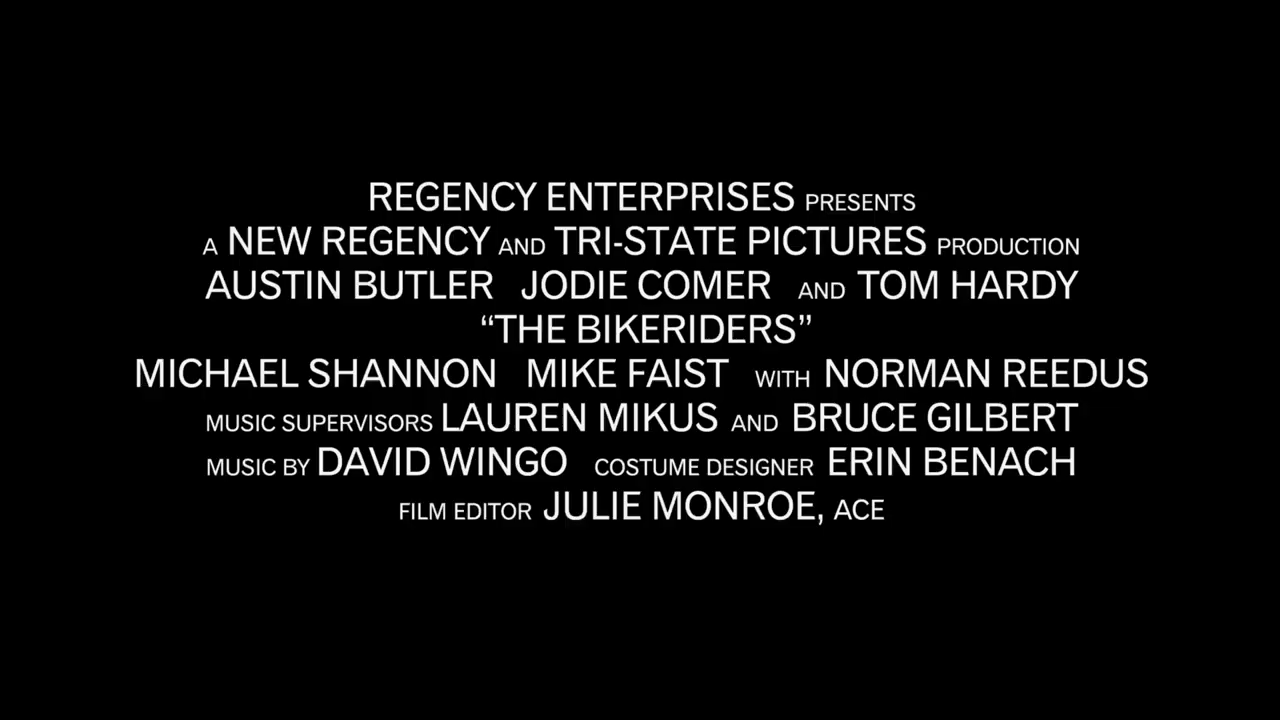 REGENCY ENTERPRISES PRESENTS
A NEW REGENCY AND TRI-STATE PICTURES PRODUCTION
AUSTIN BUTLER JODIE COMER AND TOM HARDY
“THE BIKERIDERS”
MICHAEL SHANNON MIKE FAIST WITH NORMAN REEDUS
MUSIC SUPERVISORS LAUREN MIKUS AND BRUCE GILBERT
MUSIC BY DAVID WINGO COSTUME DESIGNER ERIN BENACH
FILM EDITOR JULIE MONROE, ACE